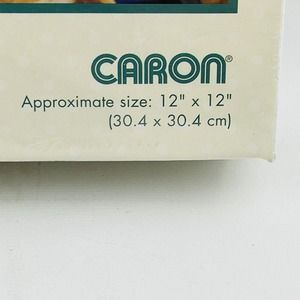 CARON®
Approximate size: 12" x 12"
(30.4 x 30.4 cm)